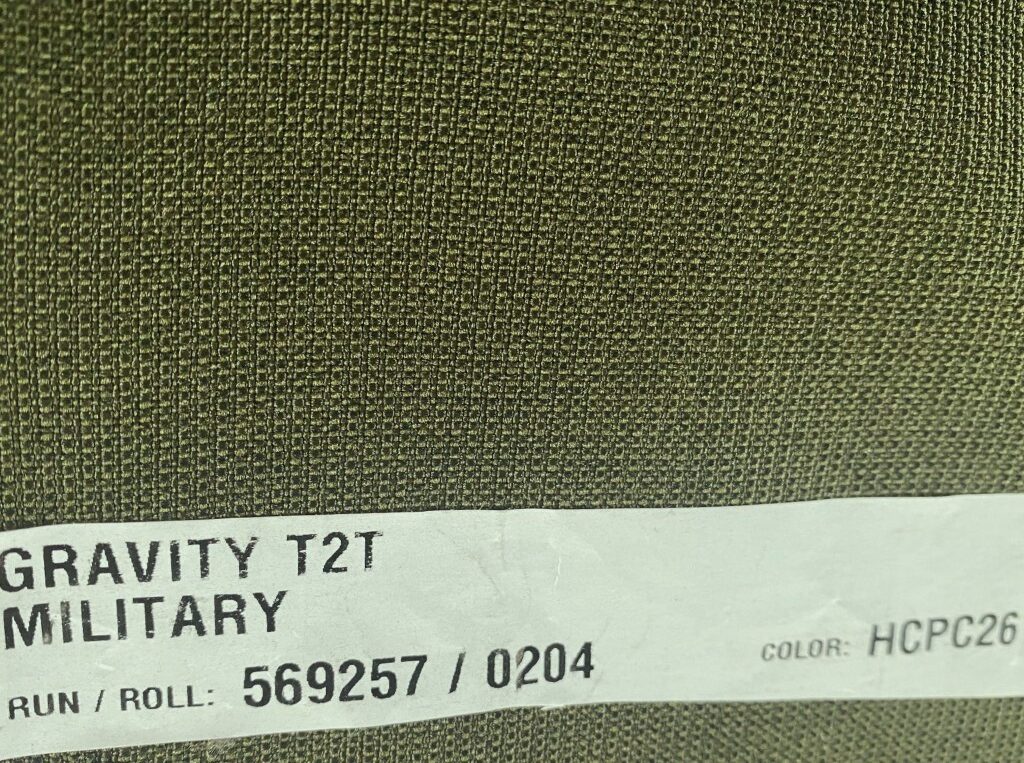 GRAVITY T2T
MILITARY
RUN / ROLL: 569257 / 0204
COLOR: HCPC26